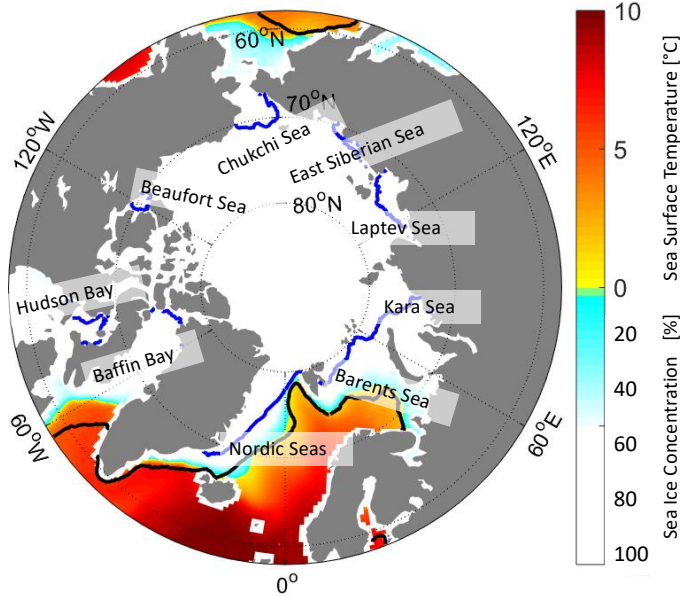 60°N
70°N
80°N
120°W
120°E
60°W
60°E
0°
Chukchi Sea
East Siberian Sea
Beaufort Sea
Laptev Sea
Hudson Bay
Kara Sea
Baffin Bay
Barents Sea
Nordic Seas
10
5
0
20
40
60
80
100
Sea Surface Temperature [°C]
Sea Ice Concentration [%]